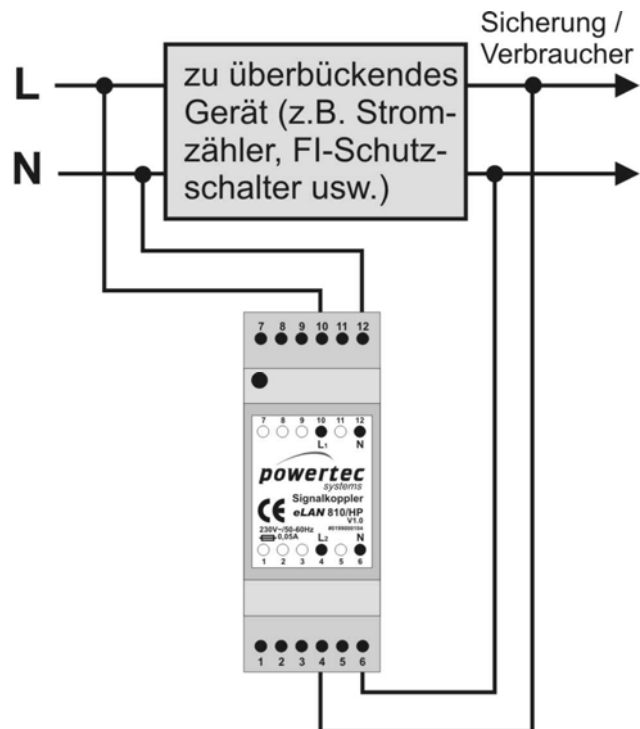 Sicherung /
Verbraucher
L
N
zu überbückendes
Gerät (z.B. Strom-
zähler, FI-Schutz-
schalter usw.)
7 8 9 10 11 12
7 8 9 10 11 12
L1 N
powertec
systems
Signalkoppler
CE eLAN 810/HP
V1.0
230V~/50-60Hz #0199000104
0,05A L2 N
1 2 3 4 5 6
1 2 3 4 5 6